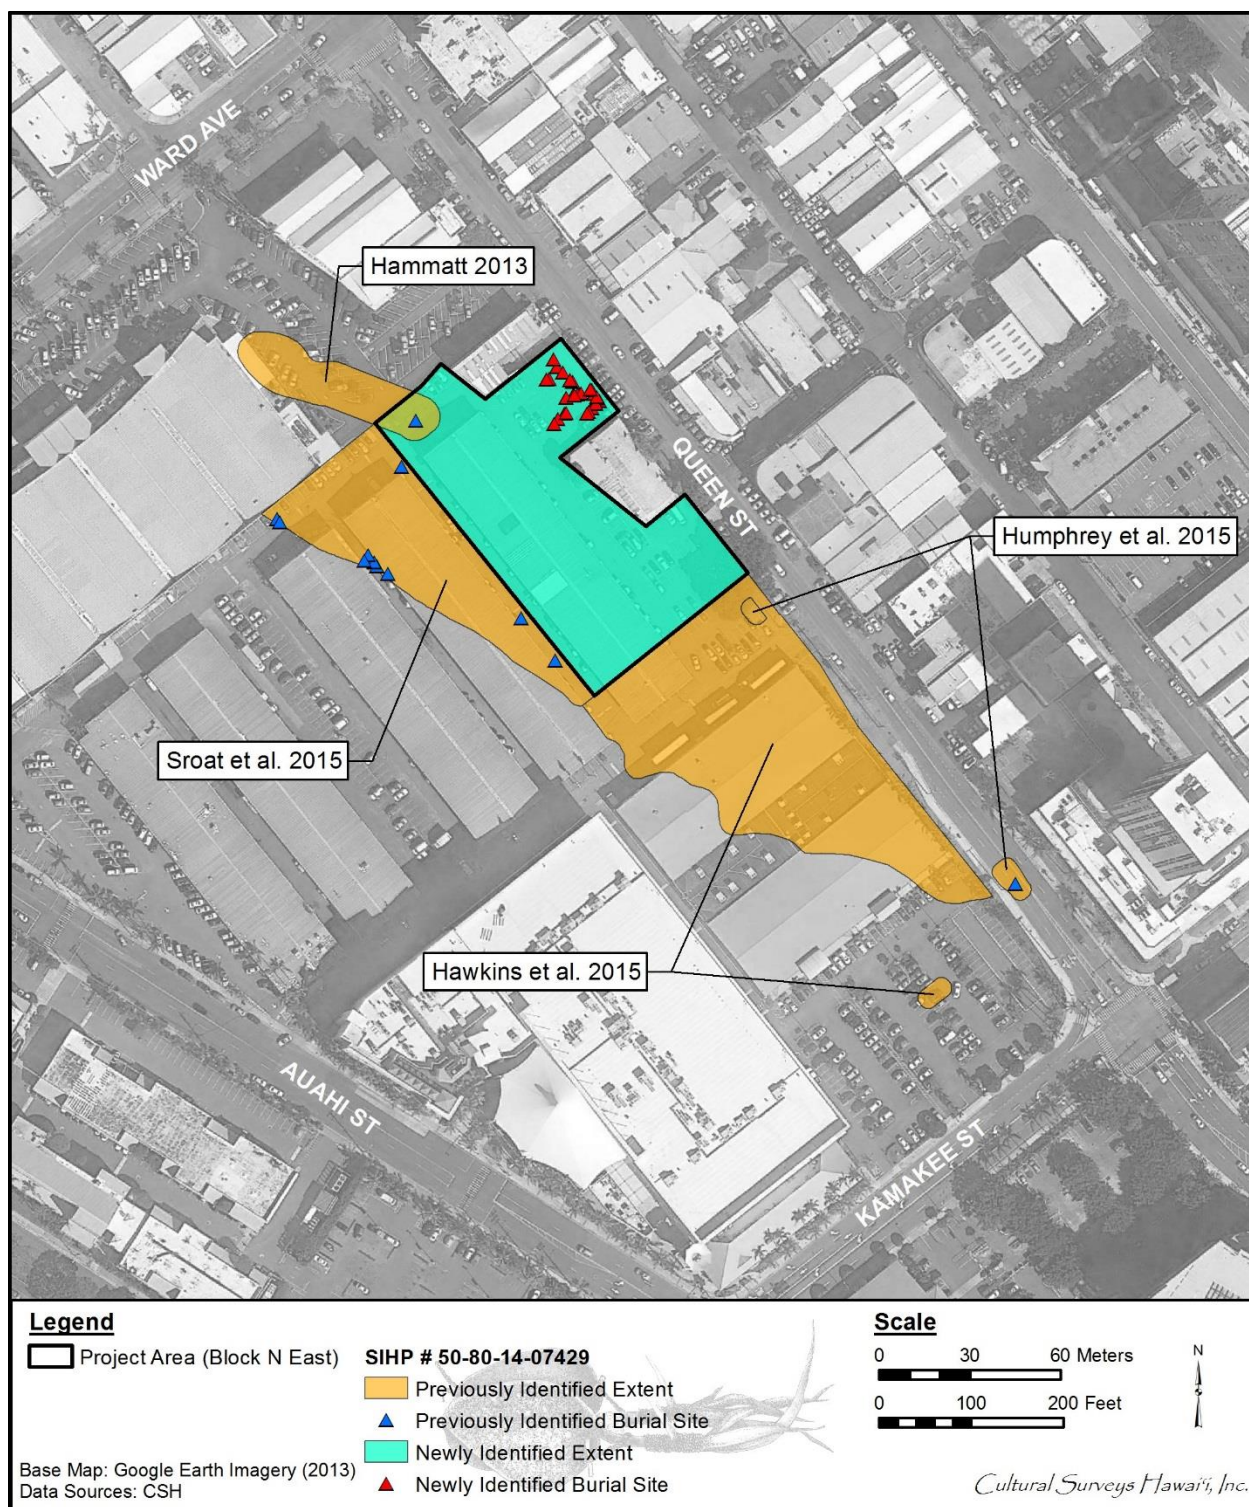 WARD AVE
Hammatt 2013
QUEEN ST
Humphrey et al. 2015
Sroat et al. 2015
Hawkins et al. 2015
AUAHI ST
KAMAKEE ST
Legend
Project Area (Block N East)
SIHP # 50-80-14-07429
Previously Identified Extent
Previously Identified Burial Site
Newly Identified Extent
Newly Identified Burial Site
Base Map: Google Earth Imagery (2013)
Data Sources: CSH
Scale
0 30 60 Meters
0 100 200 Feet
N
Cultural Surveys Hawaiʻi, Inc.